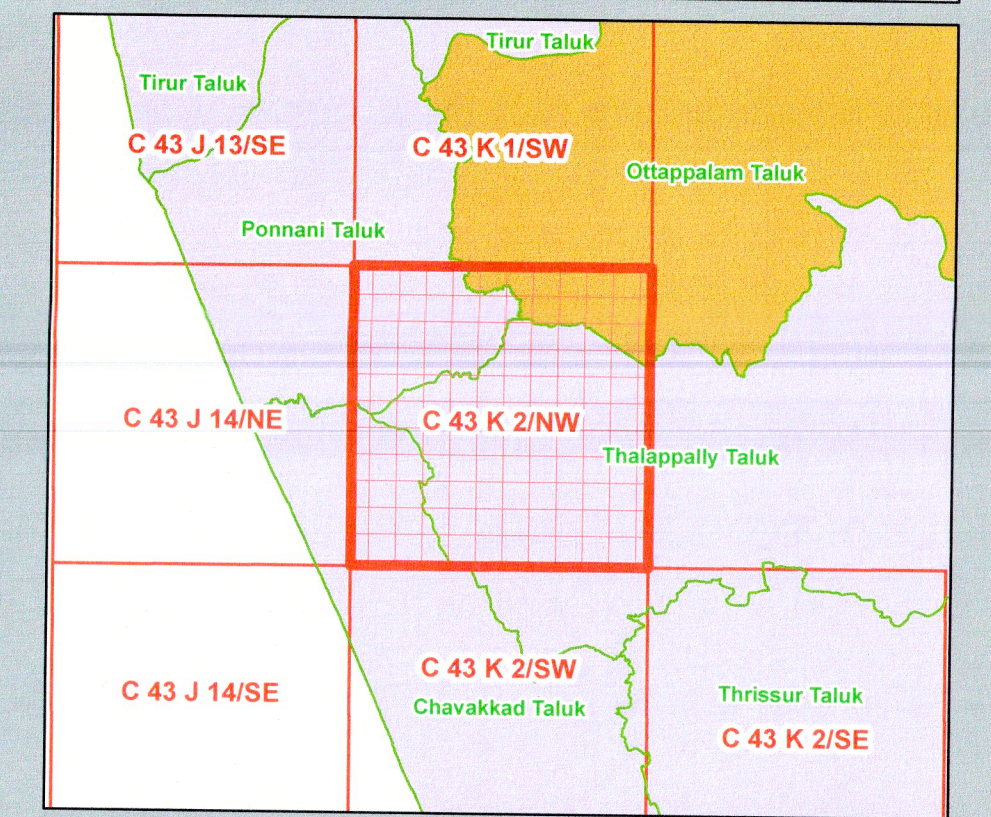 Tirur Taluk
Tirur Taluk
C 43 J 13/SE
C 43 K 1/SW
Ottappalam Taluk
Ponnani Taluk
C 43 J 14/NE
C 43 K 2/NW
Thalappally Taluk
C 43 K 2/SW
C 43 J 14/SE
Thrissur Taluk
Chavakkad Taluk
C 43 K 2/SE